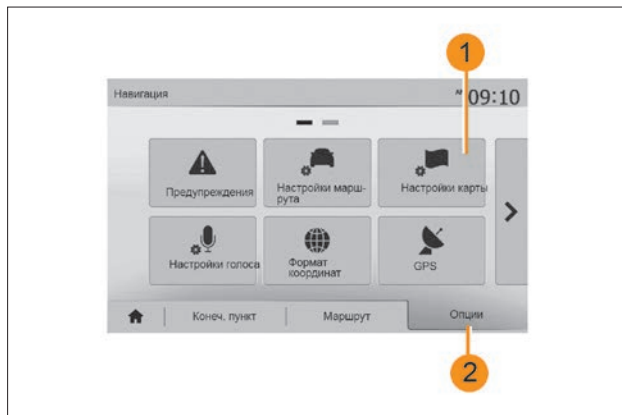 1
Навигация
09:10
Предупреждения
Настройки марш-
рута
Настройки карты
Настройки голоса
Формат
координат
GPS
Конеч. пункт
Маршрут
Опции
2